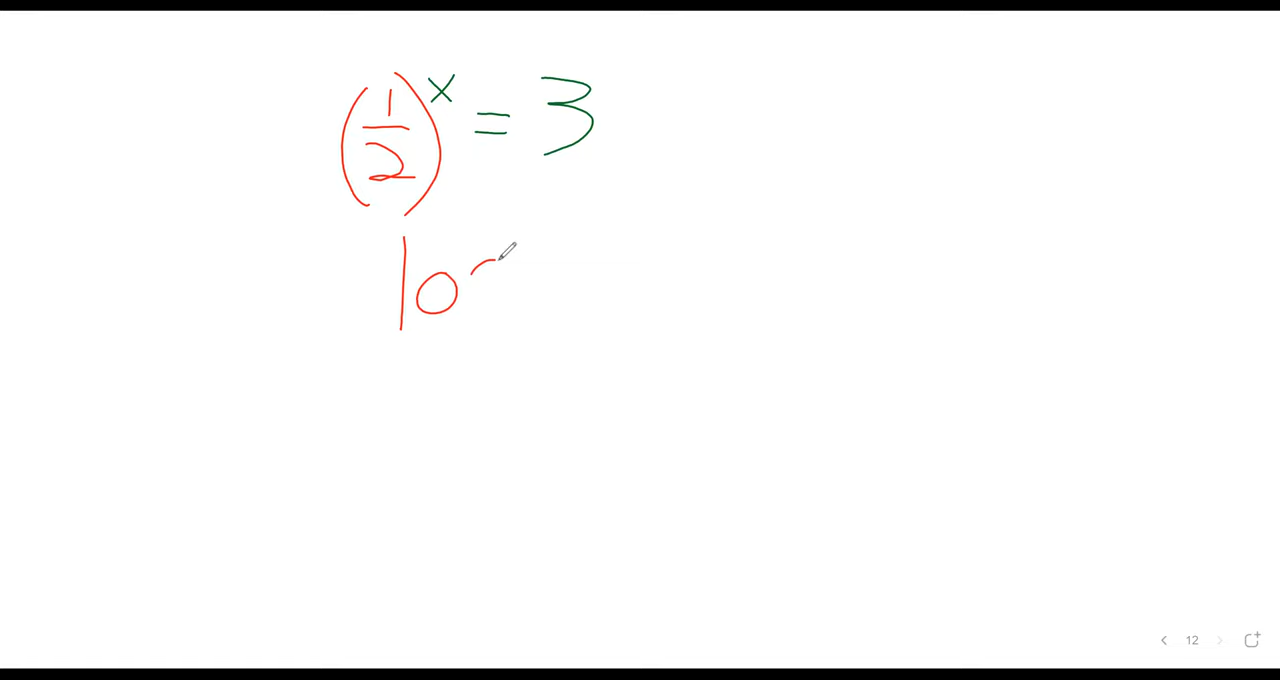 (1/2)^x = 3
lo
12